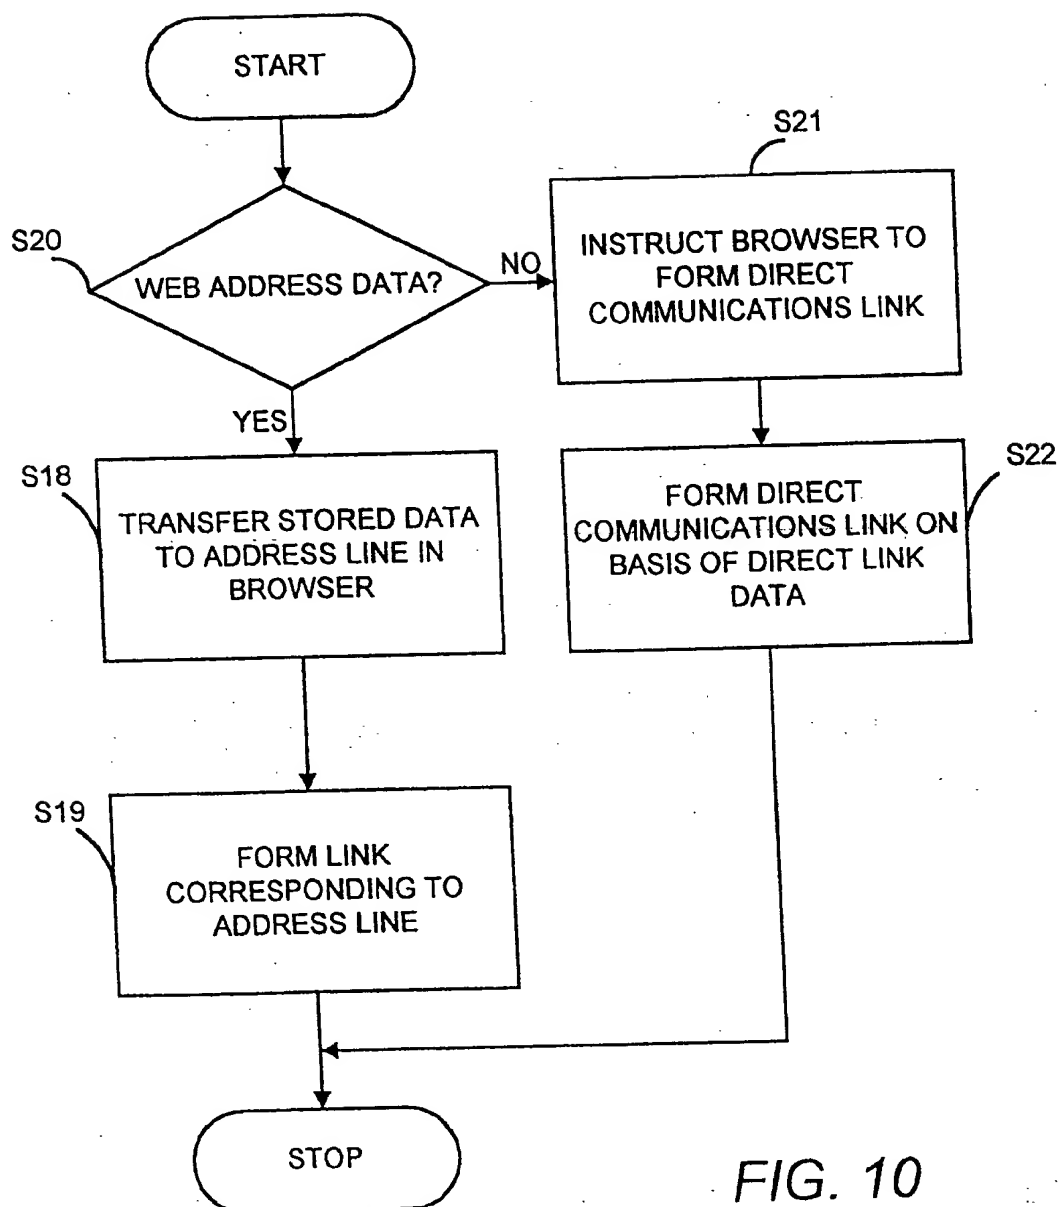 START
S21
S20
WEB ADDRESS DATA?
NO
INSTRUCT BROWSER TO
FORM DIRECT
COMMUNICATIONS LINK
YES
S18
TRANSFER STORED DATA
TO ADDRESS LINE IN
BROWSER
S22
FORM DIRECT
COMMUNICATIONS LINK ON
BASIS OF DIRECT LINK
DATA
S19
FORM LINK
CORRESPONDING TO
ADDRESS LINE
STOP
FIG. 10